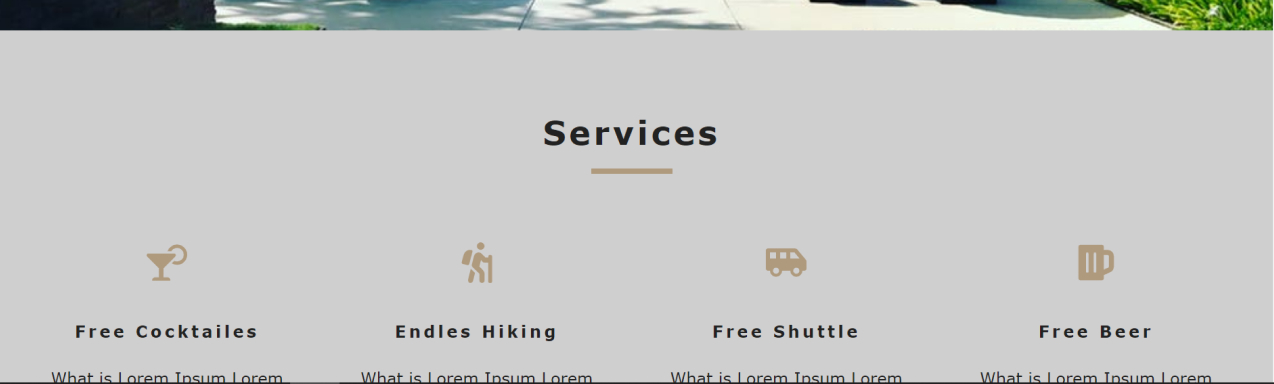 Services
Free Cocktailes
Endles Hiking
Free Shuttle
Free Beer
What is Lorem Ipsum Lorem
What is Lorem Ipsum Lorem
What is Lorem Ipsum Lorem
What is Lorem Ipsum Lorem